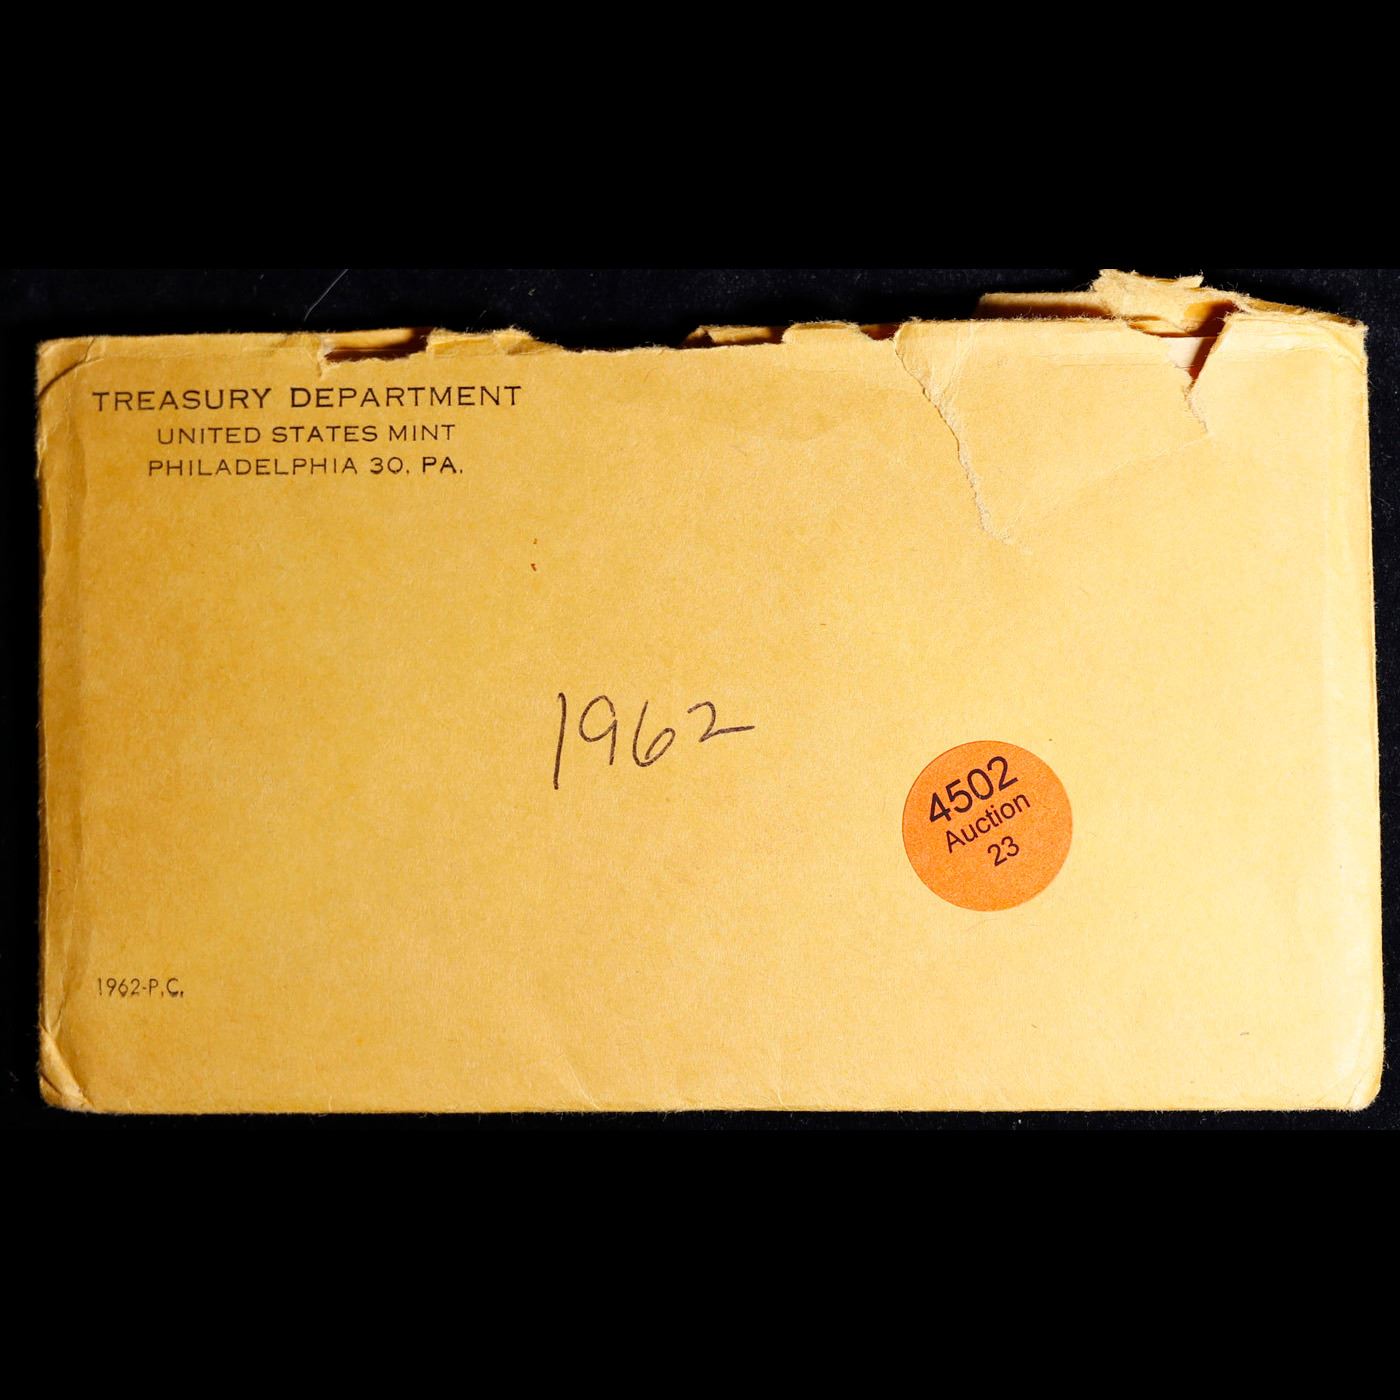 TREASURY DEPARTMENT
UNITED STATES MINT
PHILADELPHIA 30, PA.
1962
4502
Auction
23
1962-P.C.